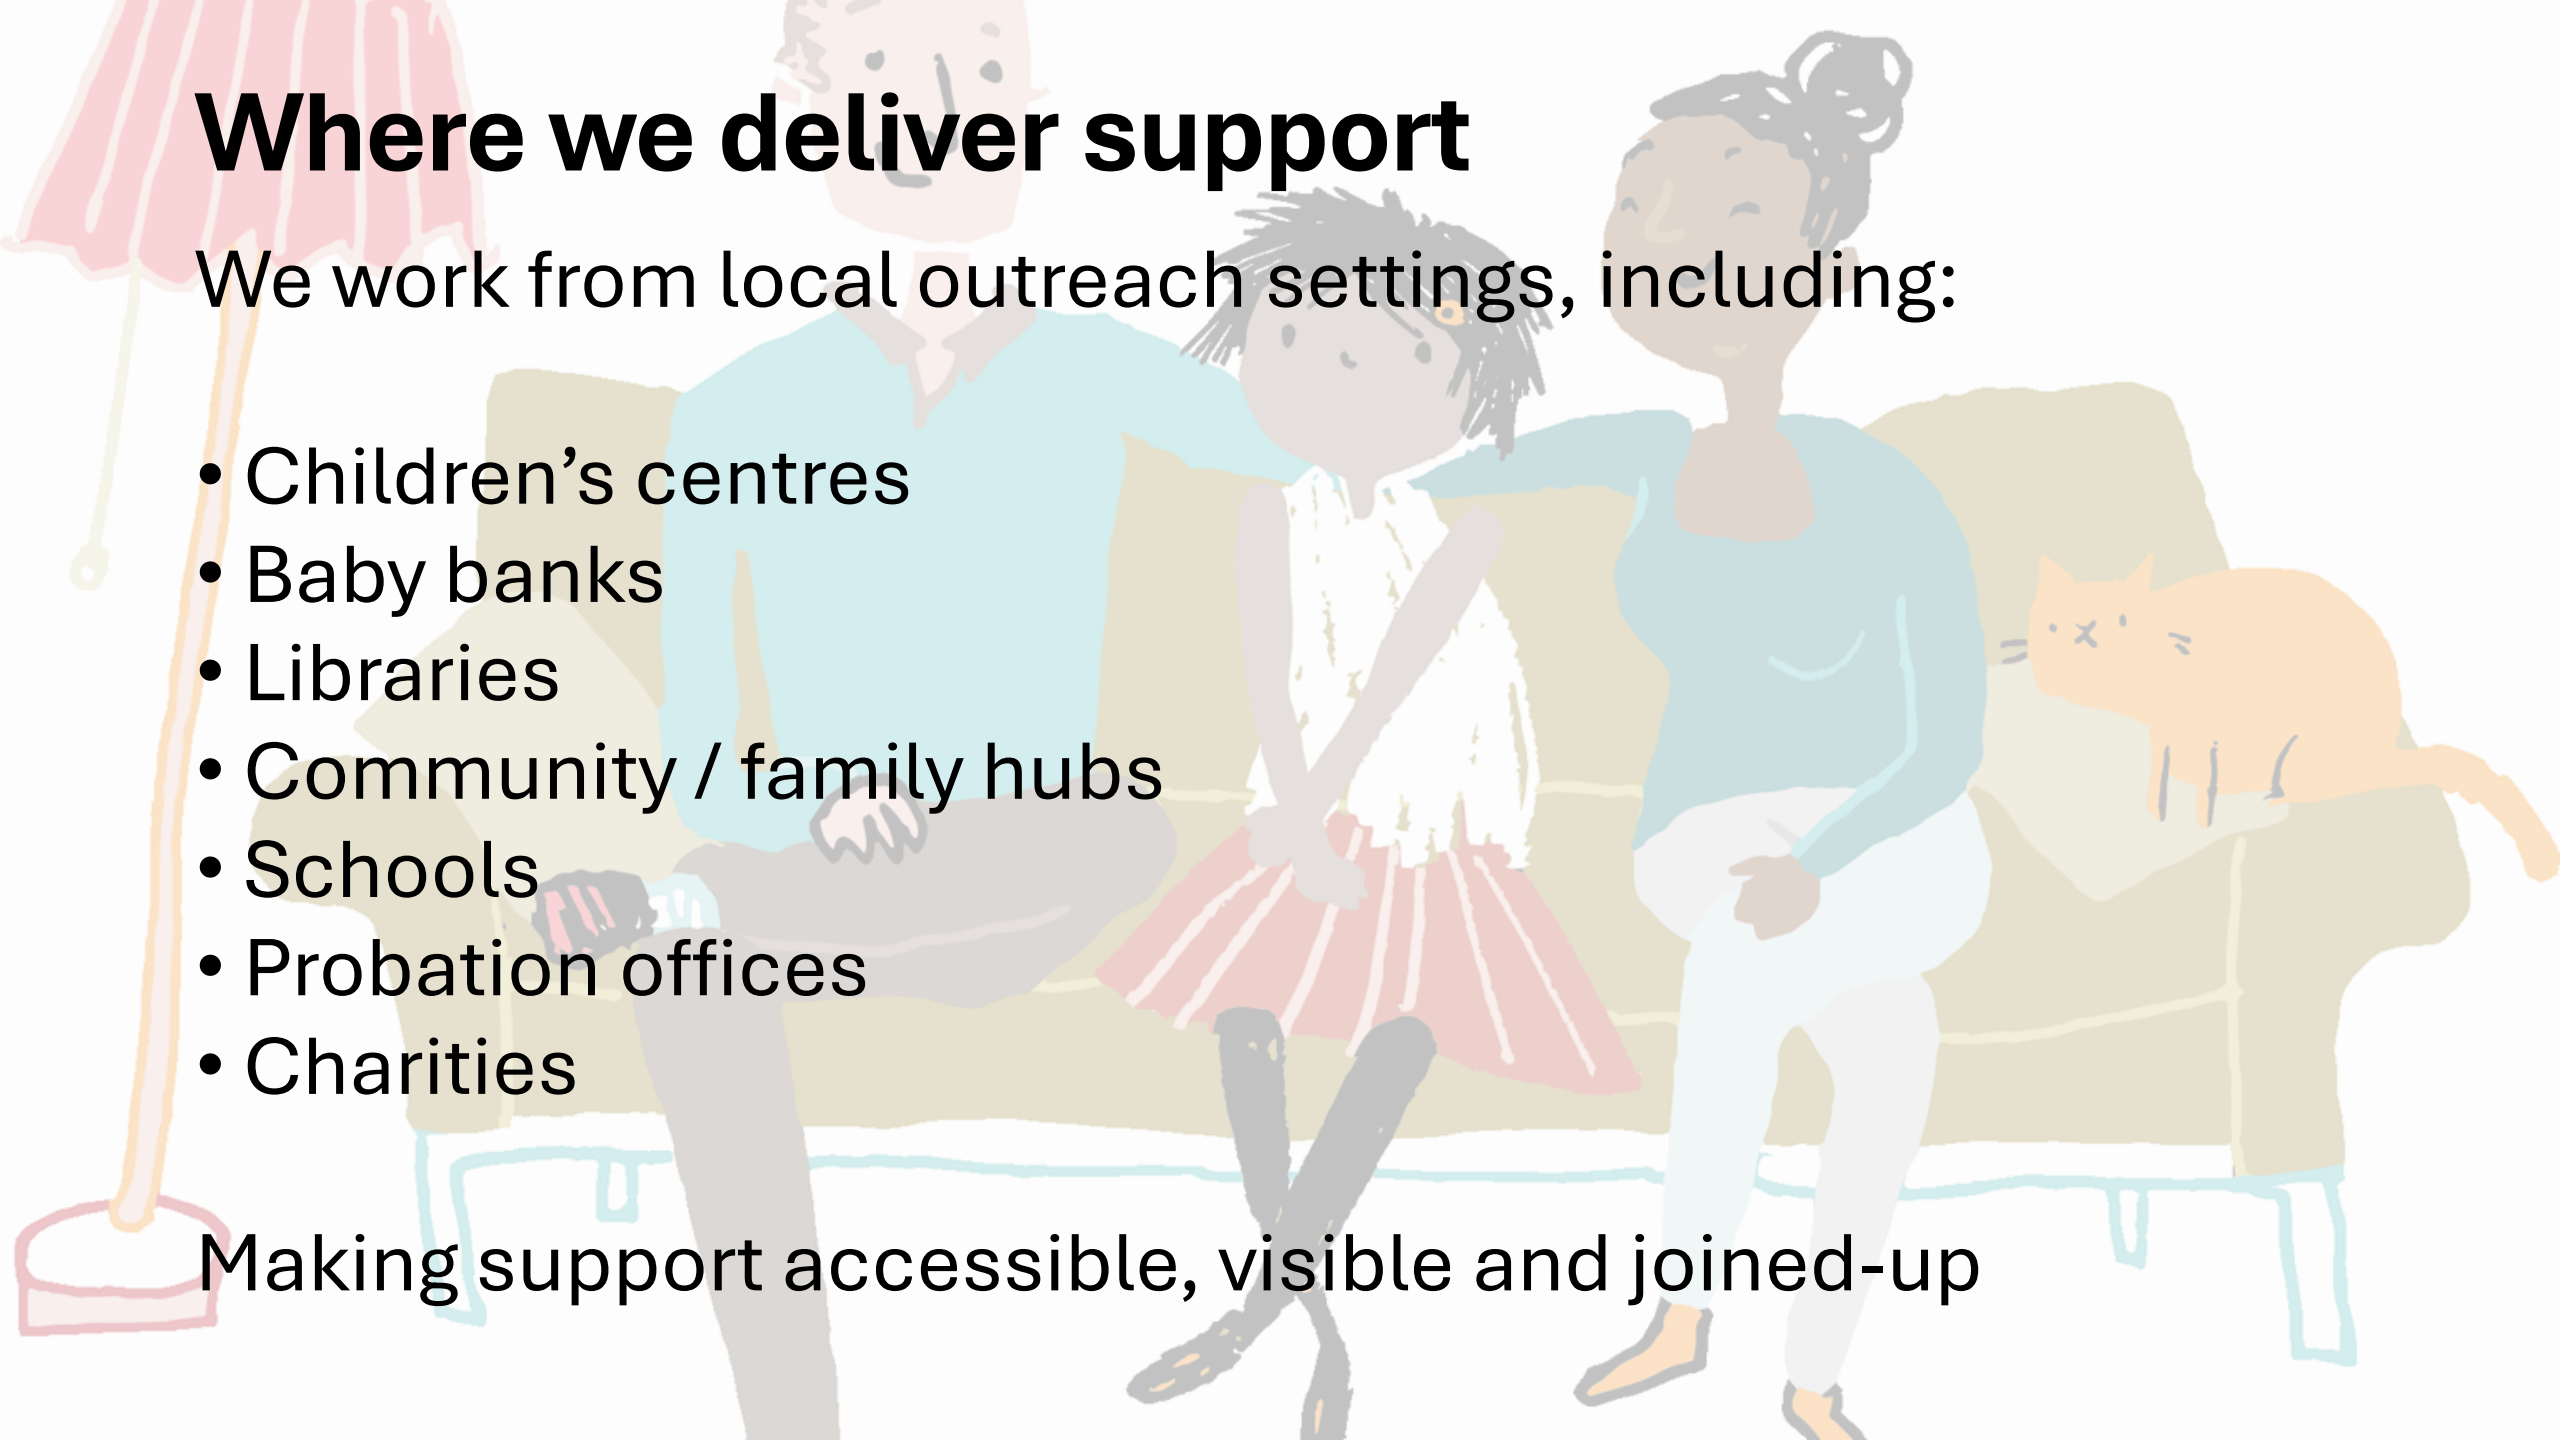 Where we deliver support
We work from local outreach settings, including:
• Children’s centres
• Baby banks
• Libraries
• Community / family hubs
• Schools
• Probation offices
• Charities
Making support accessible, visible and joined-up